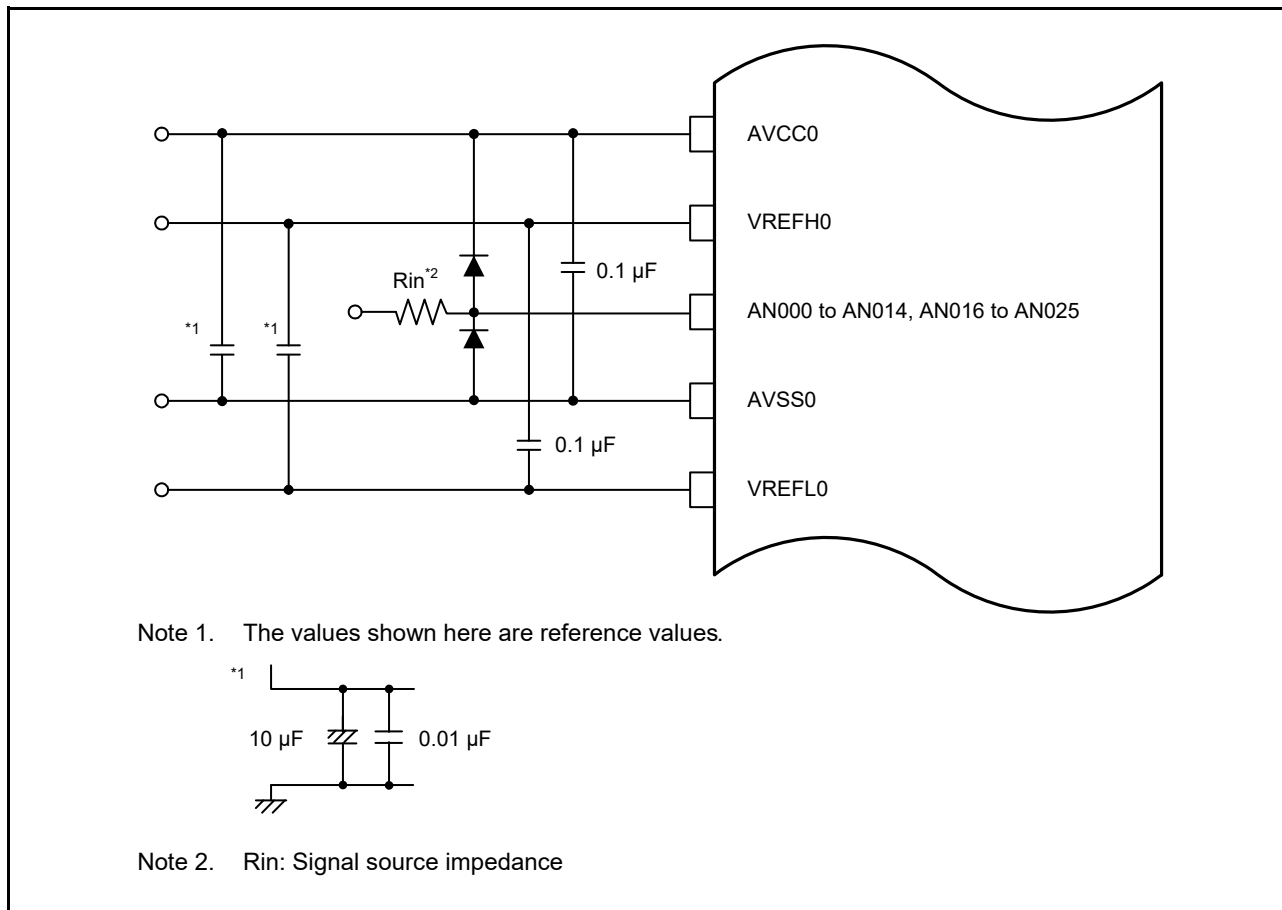 AVCC0
VREFH0
0.1 µF
Rin*2
AN000 to AN014, AN016 to AN025
*1
*1
AVSS0
0.1 µF
VREFL0
Note 1. The values shown here are reference values.
*1
10 µF
0.01 µF
Note 2. Rin: Signal source impedance